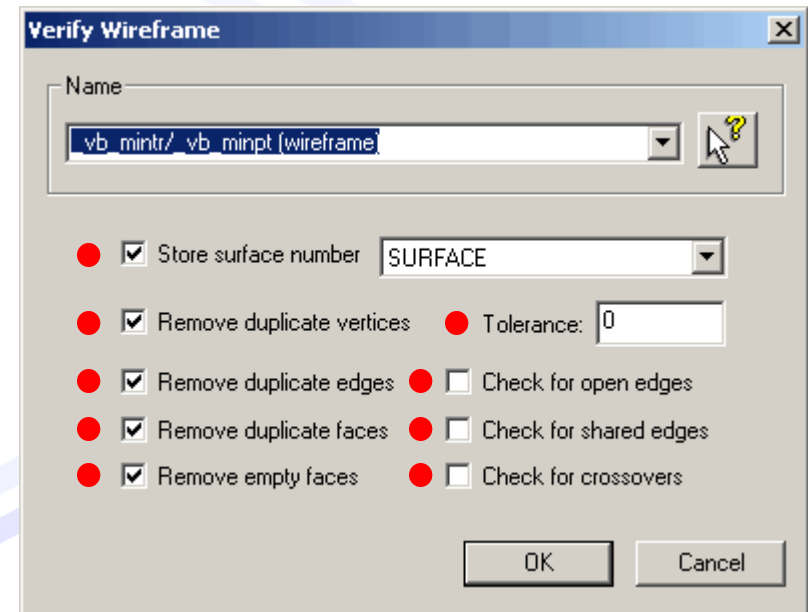 Verify Wireframe
Name
_vb_mintr/_vb_minpt (wireframe)
Store surface number SURFACE
Remove duplicate vertices Tolerance: 0
Remove duplicate edges Check for open edges
Remove duplicate faces Check for shared edges
Remove empty faces Check for crossovers
OK Cancel